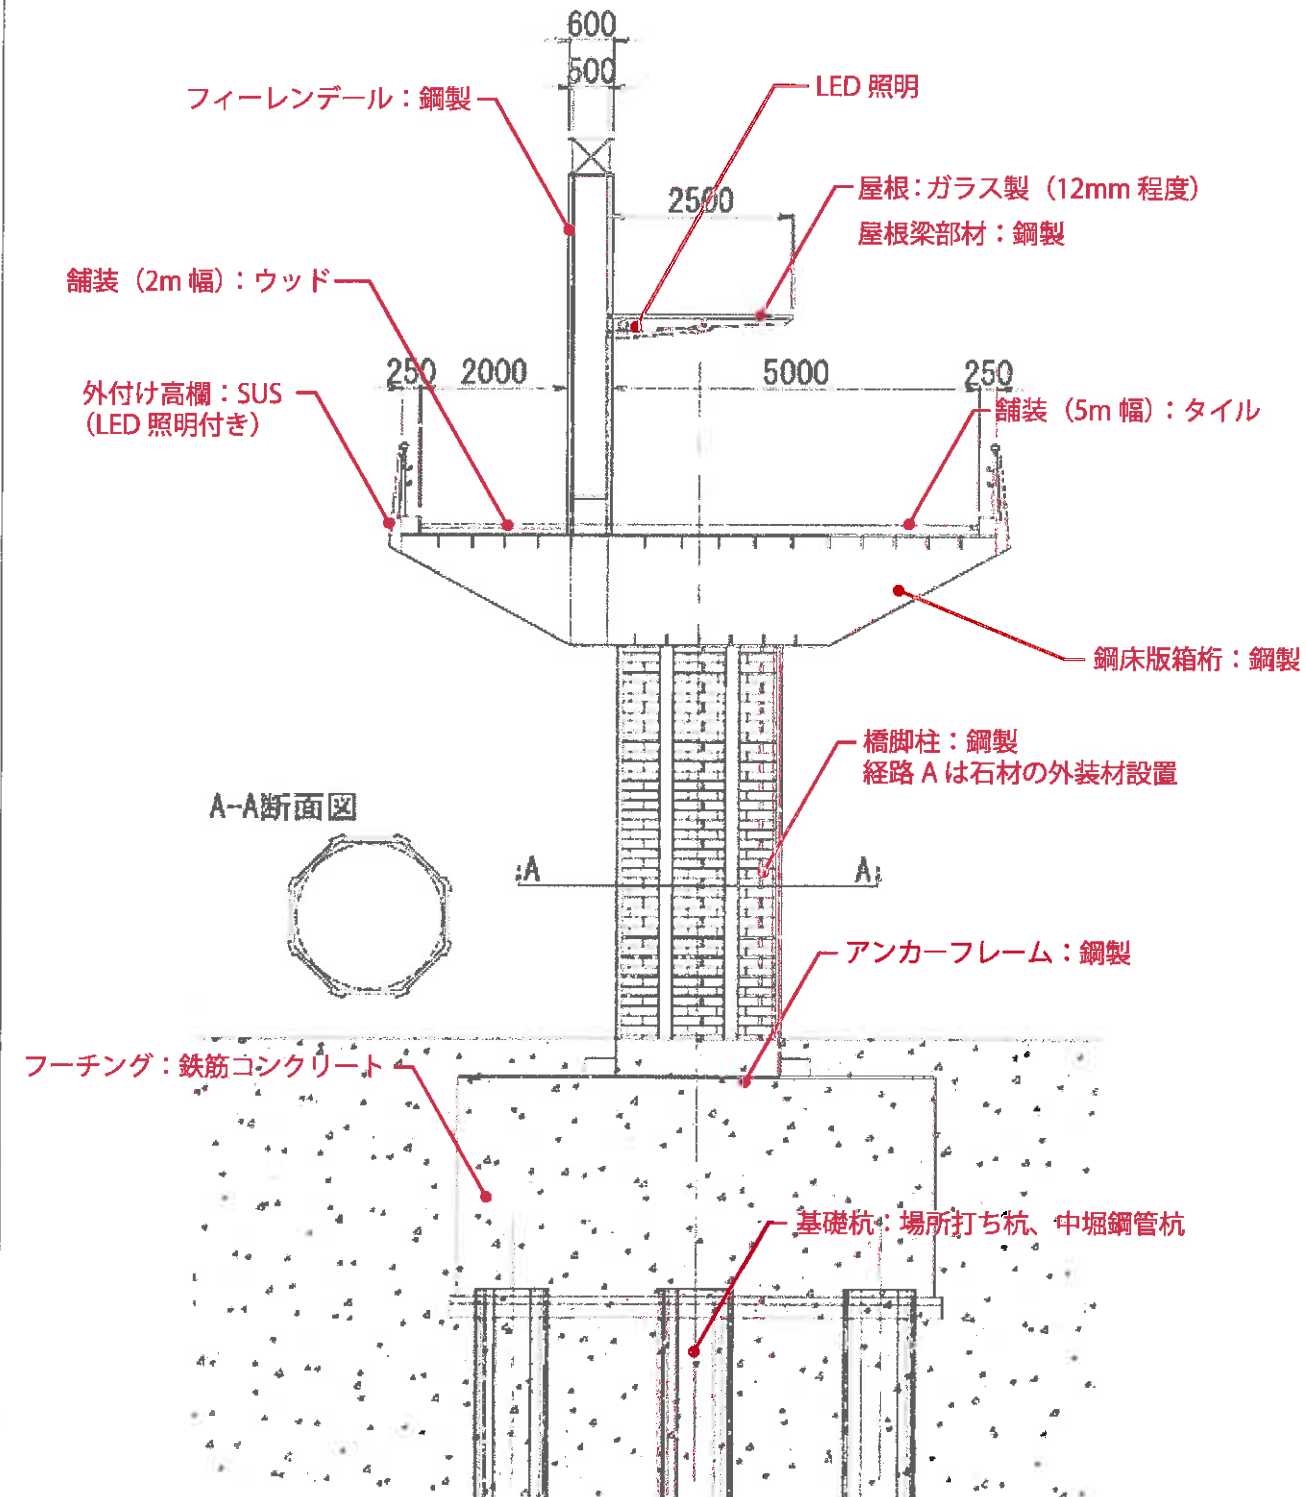 600
500
フィーレンデール：鋼製
LED 照明
屋根：ガラス製（12mm 程度）
屋根梁部材：鋼製
2500
舗装（2m 幅）：ウッド
250
2000
5000
250
外付け高欄：SUS
（LED 照明付き）
舗装（5m 幅）：タイル
鋼床版箱桁：鋼製
橋脚柱：鋼製
経路 A は石材の外装材設置
A-A断面図
A
A
アンカーフレーム：鋼製
フーチング：鉄筋コンクリート
基礎杭：場所打ち杭、中堀鋼管杭